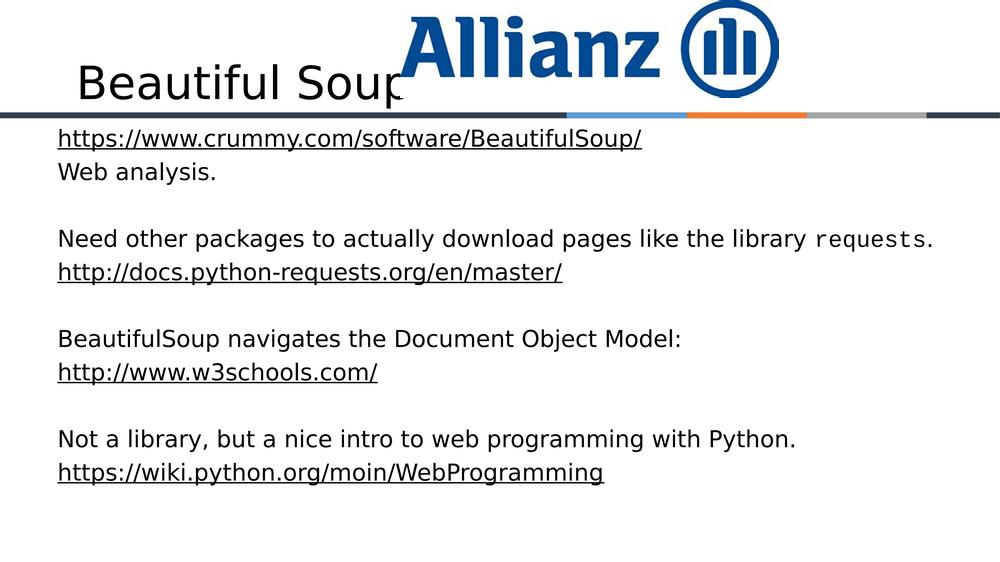 Allianz
Beautiful Soup
https://www.crummy.com/software/BeautifulSoup/
Web analysis.
Need other packages to actually download pages like the library requests.
http://docs.python-requests.org/en/master/
BeautifulSoup navigates the Document Object Model:
http://www.w3schools.com/
Not a library, but a nice intro to web programming with Python.
https://wiki.python.org/moin/WebProgramming